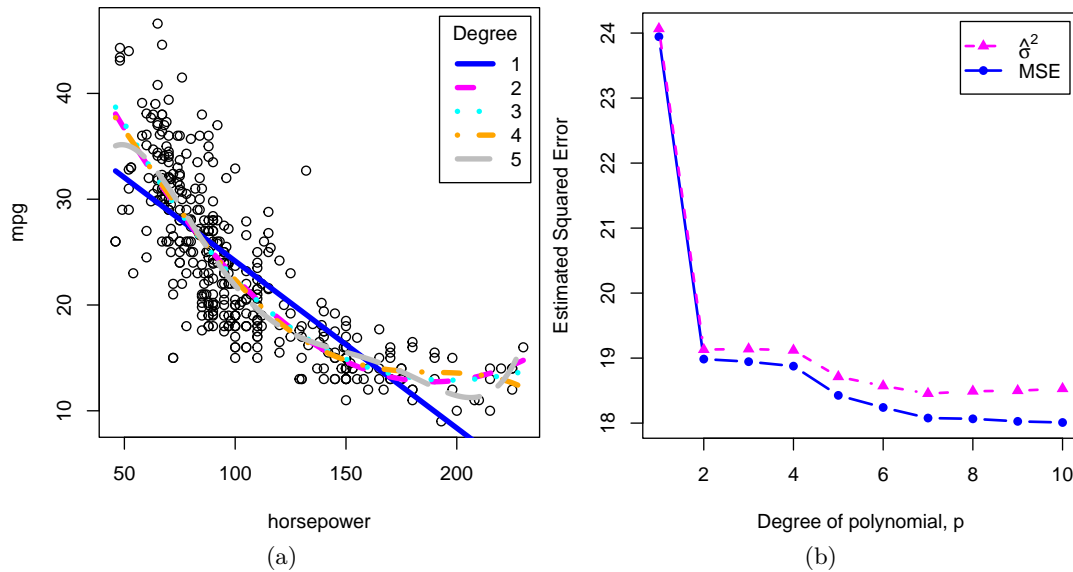 Degree
1
2
3
4
5
mpg
10
20
30
40
50
100
150
200
horsepower
(a)
σ̂²
MSE
Estimated Squared Error
18
19
20
21
22
23
24
2
4
6
8
10
Degree of polynomial, p
(b)